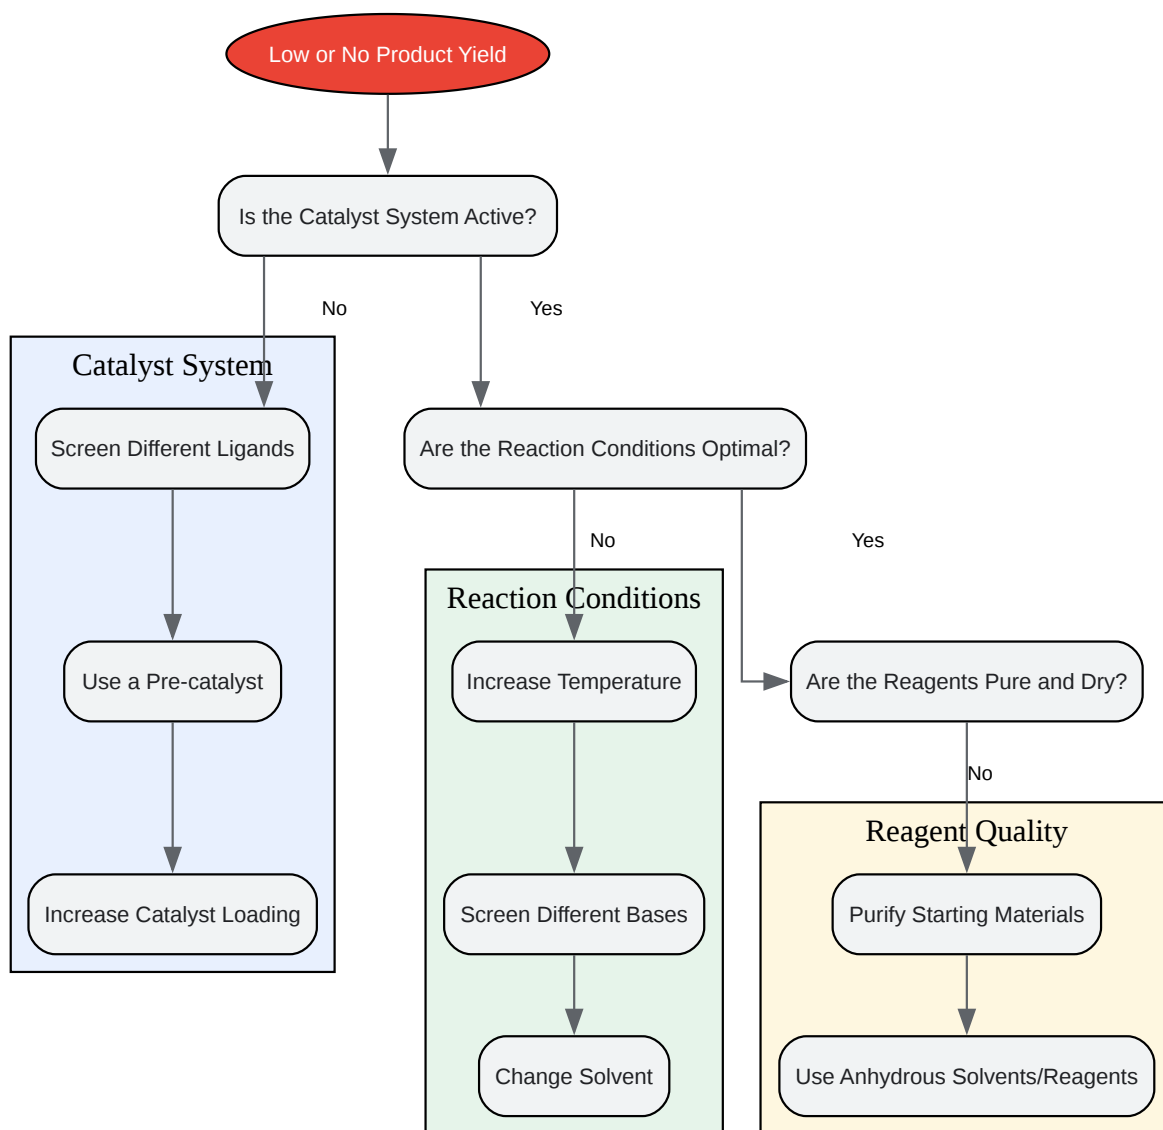 Low or No Product Yield
Is the Catalyst System Active?
No
Yes
Catalyst System
Screen Different Ligands
Are the Reaction Conditions Optimal?
No
Yes
Reaction Conditions
Use a Pre-catalyst
Increase Temperature
Are the Reagents Pure and Dry?
No
Reagent Quality
Increase Catalyst Loading
Screen Different Bases
Purify Starting Materials
Change Solvent
Use Anhydrous Solvents/Reagents